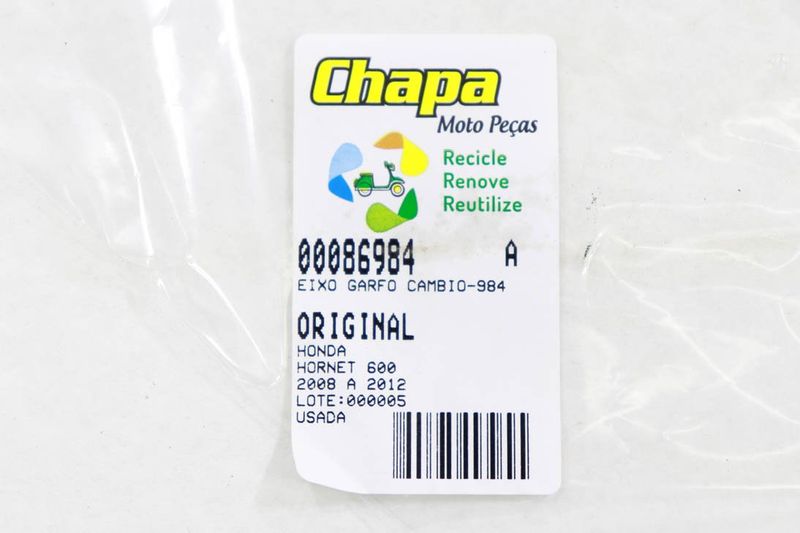 Chapa
Moto Peças
Recicle
Renove
Reutilize
00086984 A
EIXO GARFO CAMBIO-984
ORIGINAL
HONDA
HORNET 600
2008 A 2012
LOTE:000005
USADA